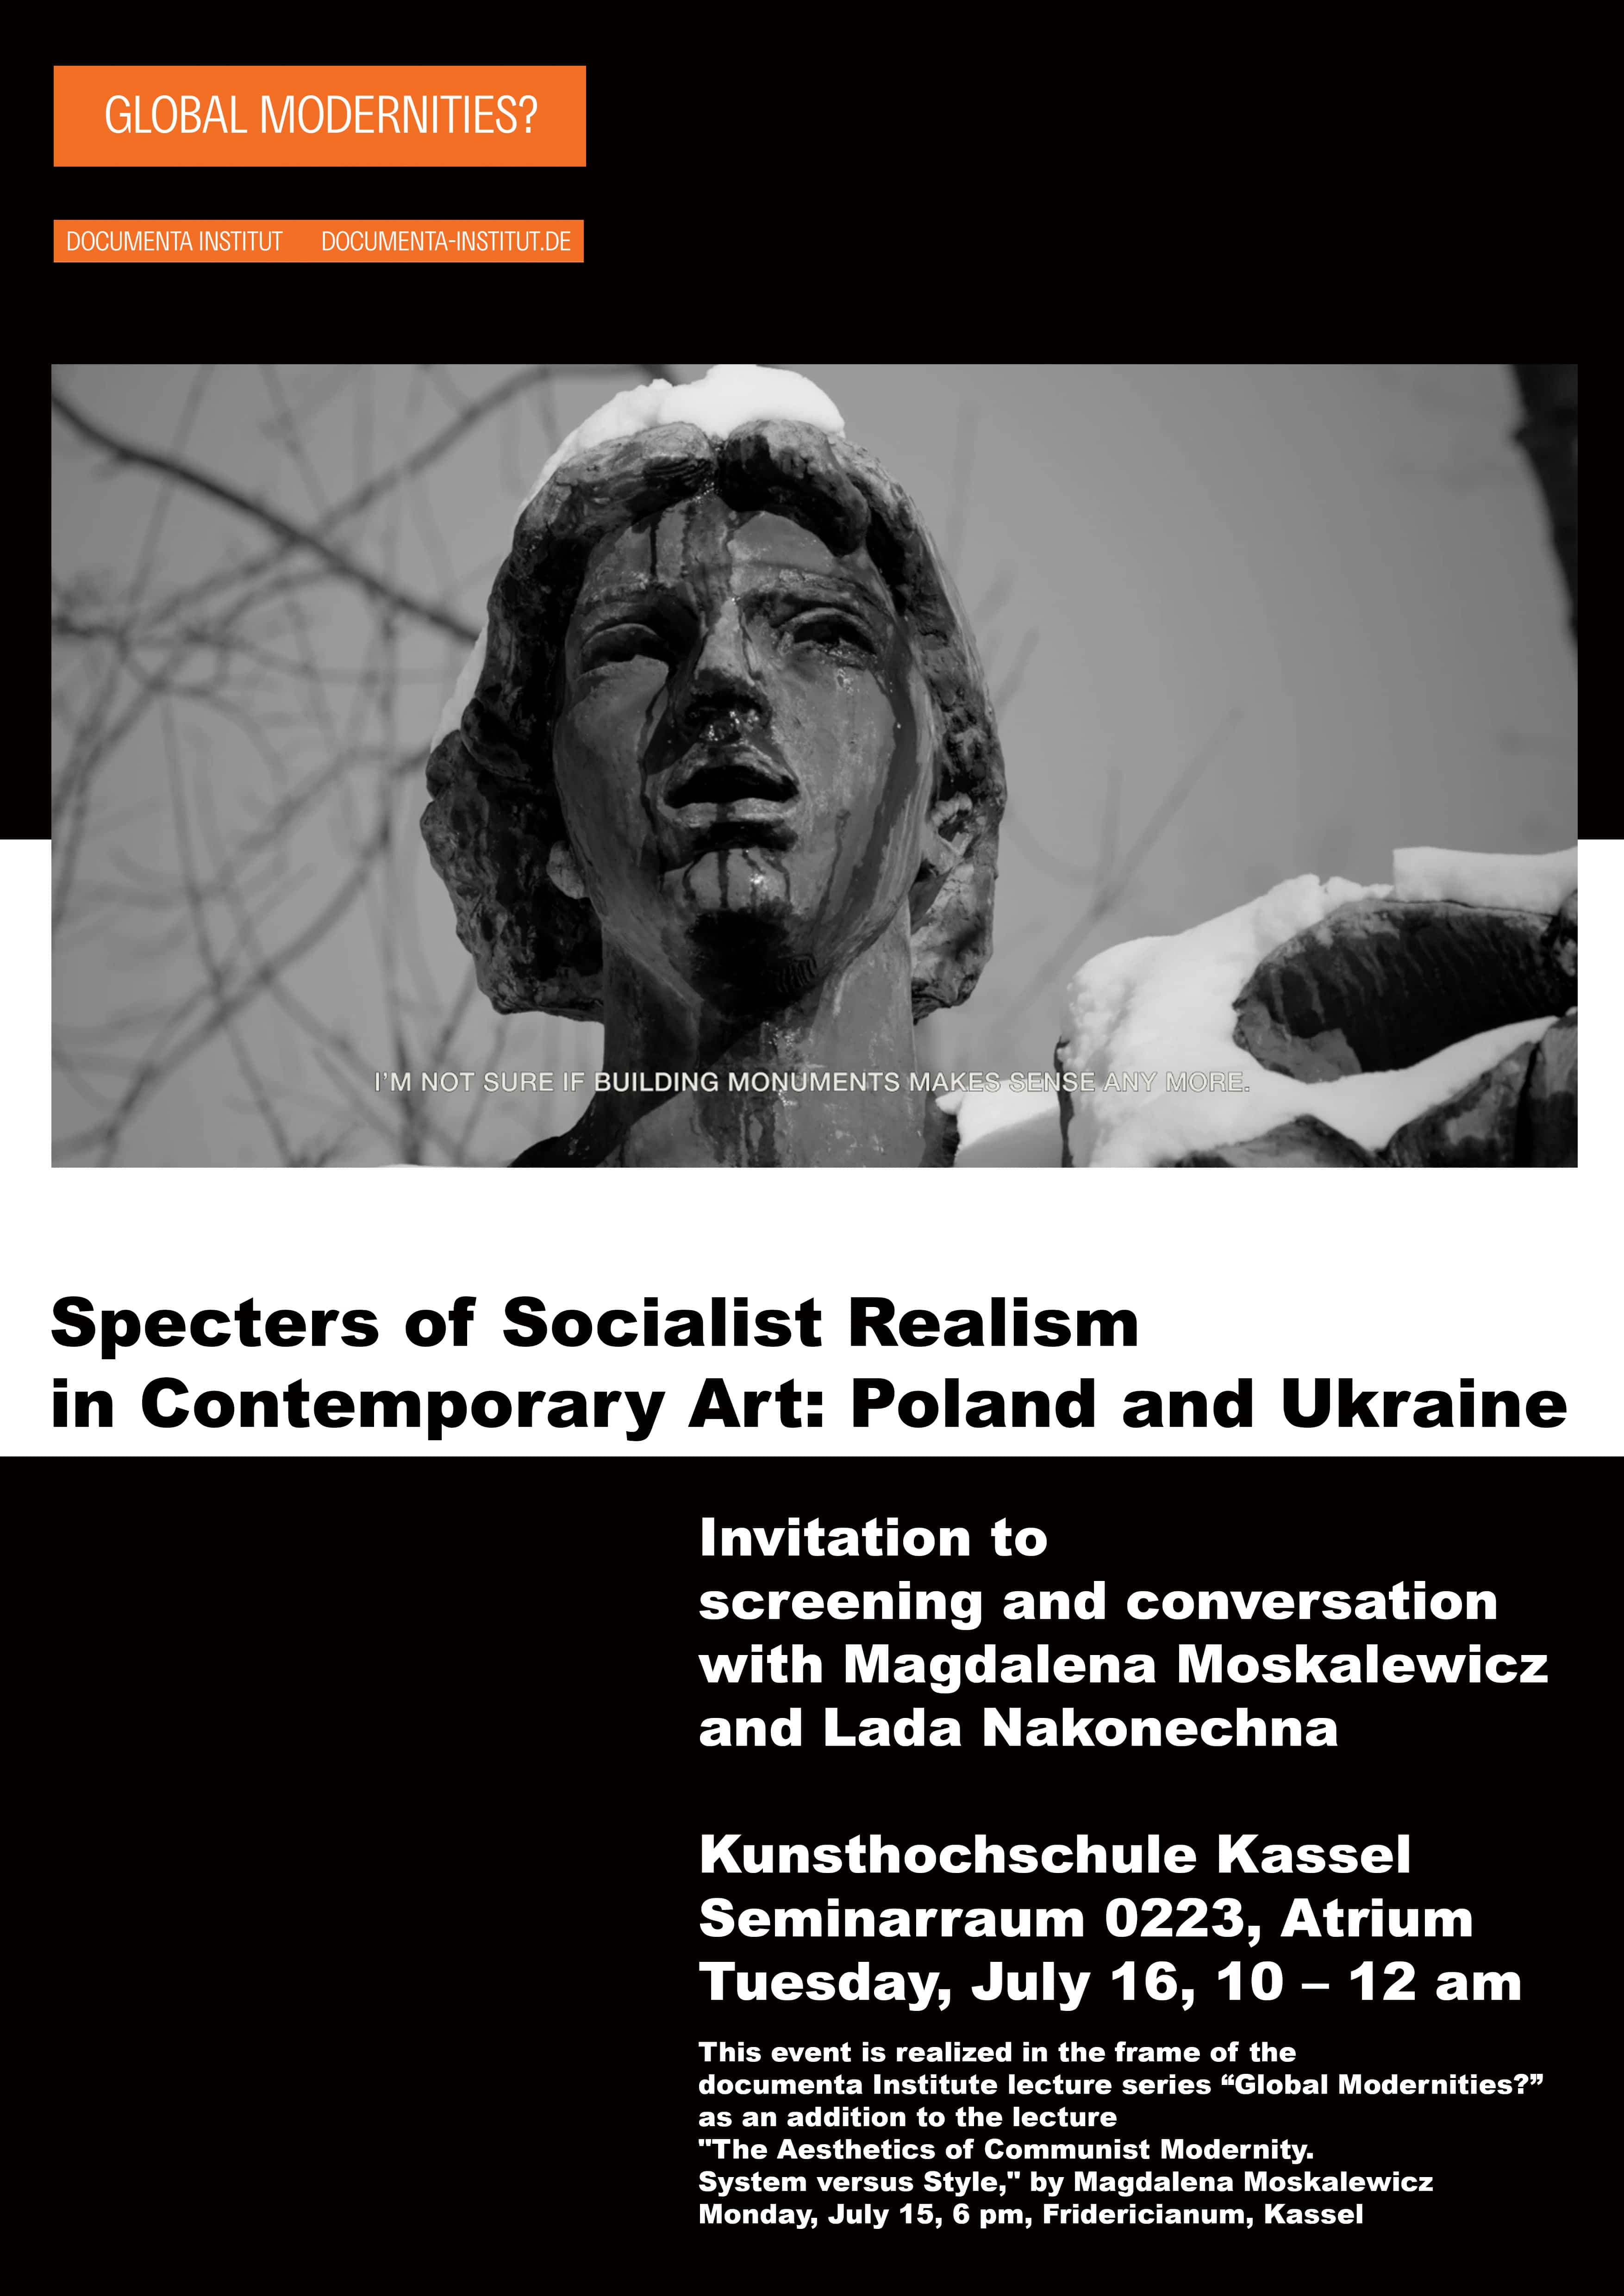 GLOBAL MODERNITIES?
DOCUMENTA INSTITUT DOCUMENTA-INSTITUT.DE
I'M NOT SURE IF BUILDING MONUMENTS MAKES SENSE ANY MORE.
Specters of Socialist Realism
in Contemporary Art: Poland and Ukraine
Invitation to
screening and conversation
with Magdalena Moskalewicz
and Lada Nakonechna
Kunsthochschule Kassel
Seminarraum 0223, Atrium
Tuesday, July 16, 10 – 12 am
This event is realized in the frame of the
documenta Institute lecture series “Global Modernities?”
as an addition to the lecture
"The Aesthetics of Communist Modernity.
System versus Style," by Magdalena Moskalewicz
Monday, July 15, 6 pm, Fridericianum, Kassel